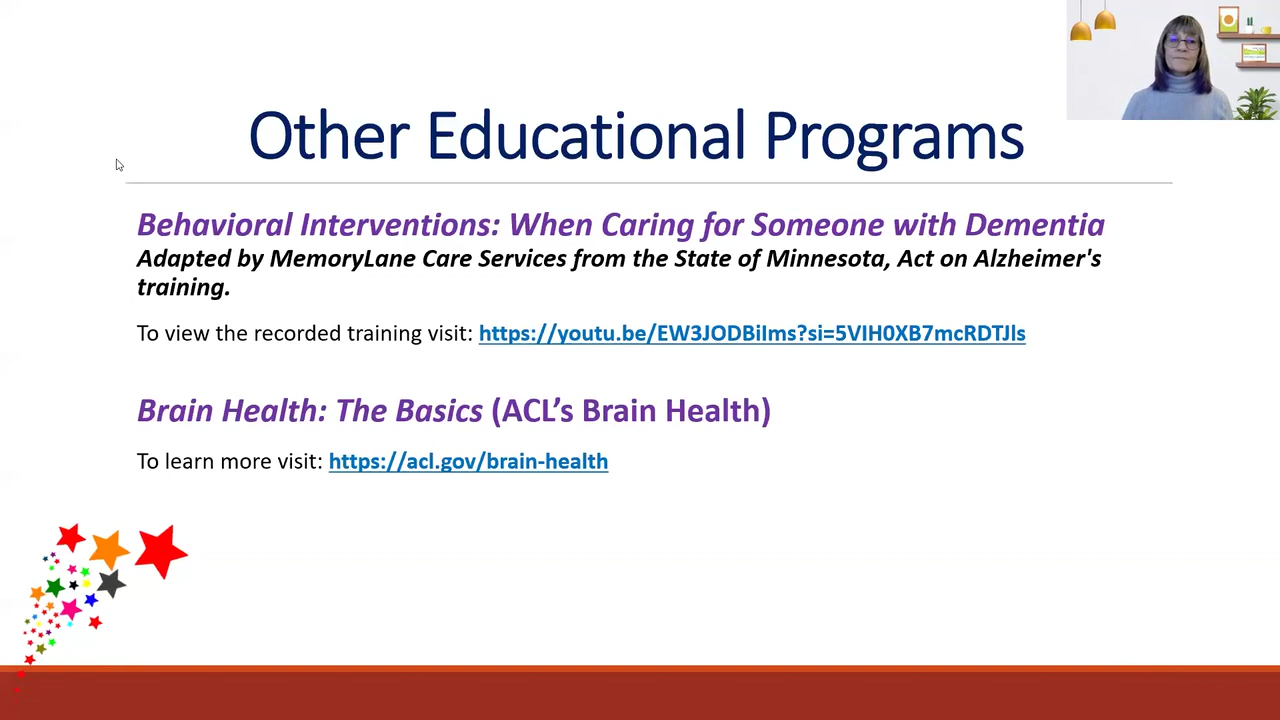 Other Educational Programs
Behavioral Interventions: When Caring for Someone with Dementia
Adapted by MemoryLane Care Services from the State of Minnesota, Act on Alzheimer's
training.
To view the recorded training visit: https://youtu.be/EW3JODBiIms?si=5VIH0XB7mcRDTJls
Brain Health: The Basics (ACL’s Brain Health)
To learn more visit: https://acl.gov/brain-health